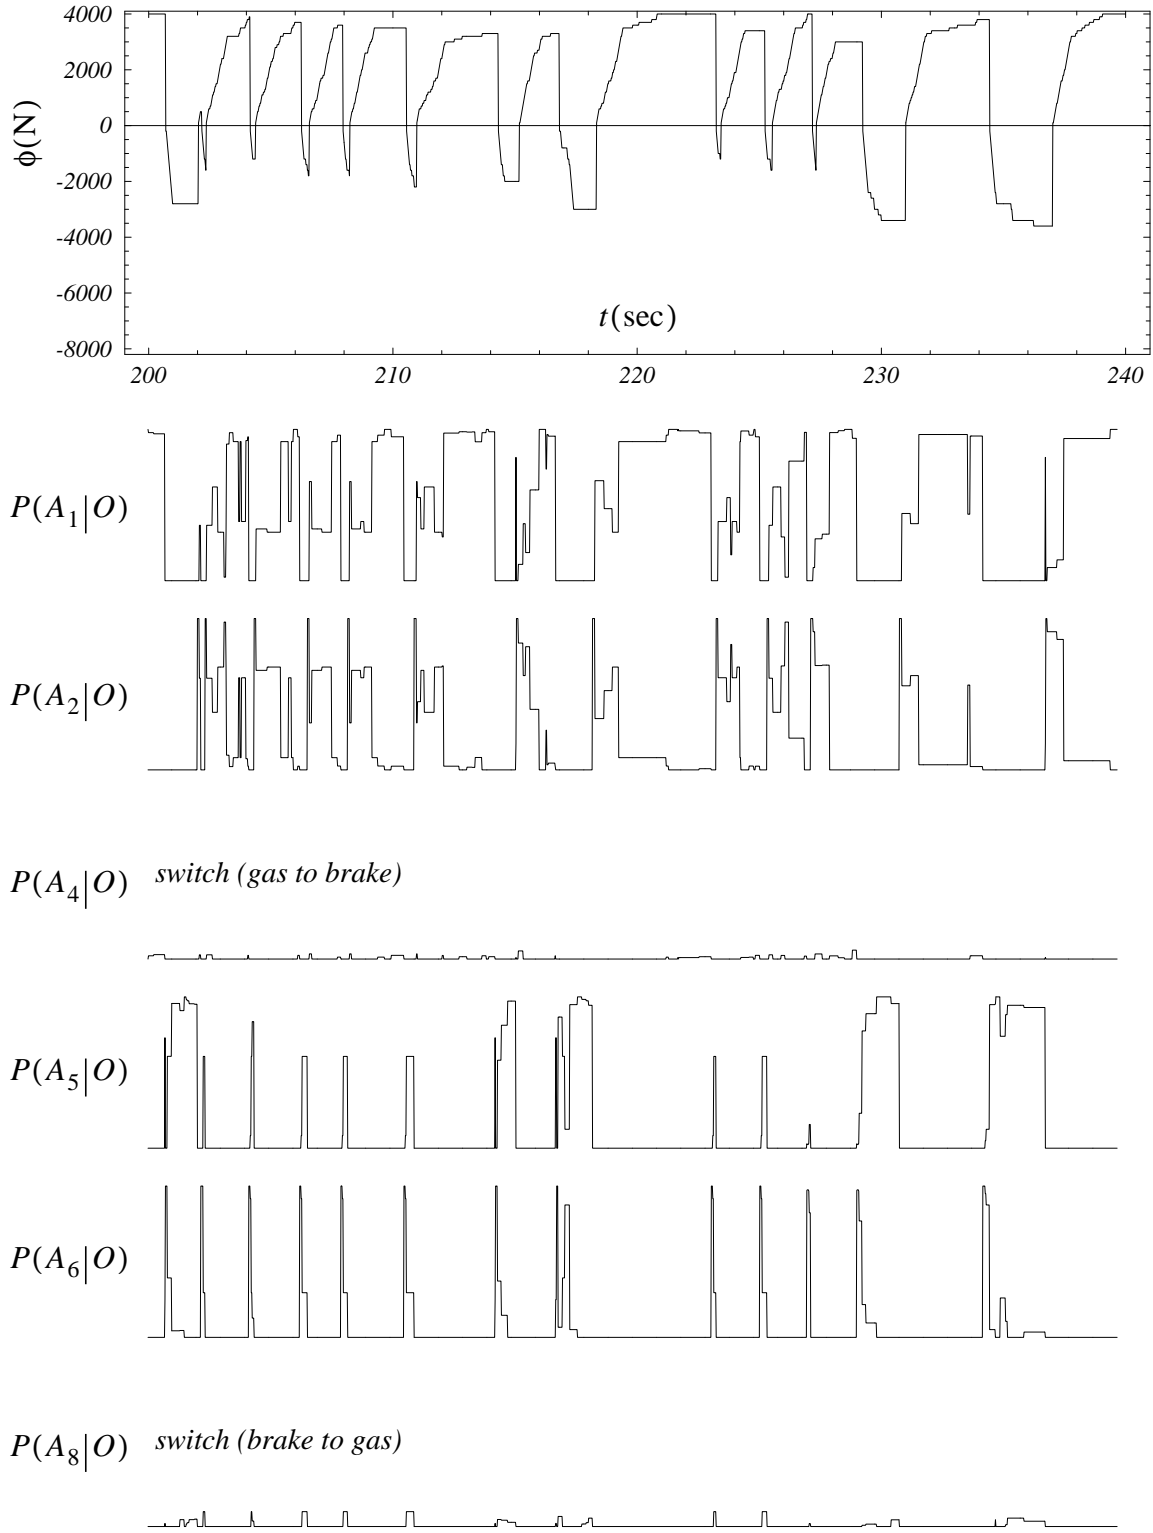 4000
2000
0
-2000
-4000
-6000
-8000
ϕ(N)
t(sec)
200 210 220 230 240
P(A₁|O)
P(A₂|O)
P(A₄|O) switch (gas to brake)
P(A₅|O)
P(A₆|O)
P(A₈|O) switch (brake to gas)